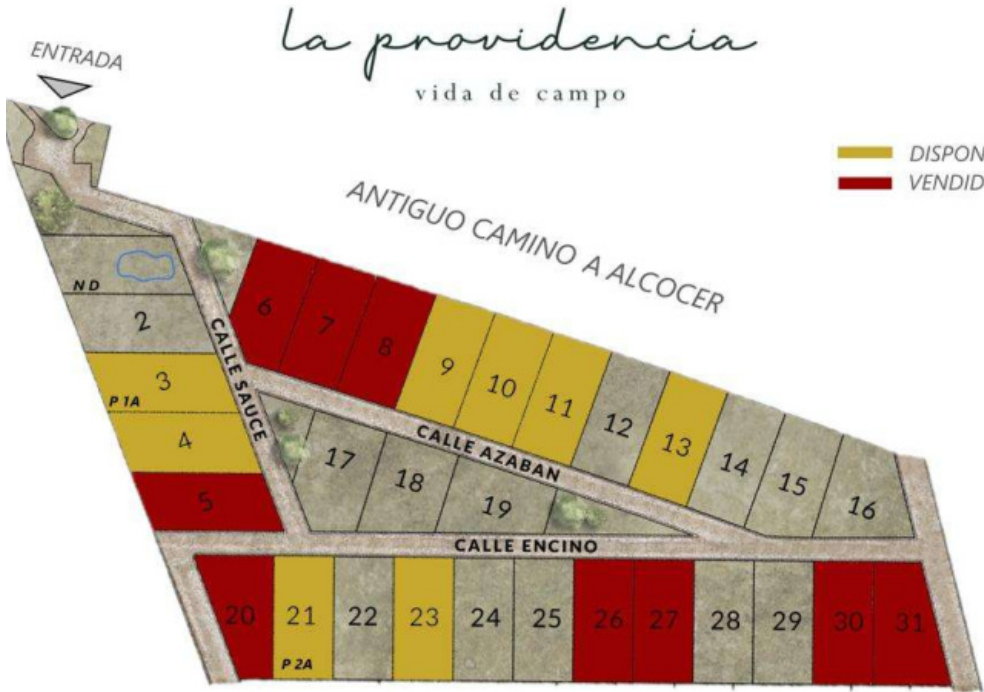 la providencia
vida de campo
ENTRADA
DISPON
VENDID
ANTIGUO CAMINO A ALCOCER
ND
2
3
P 1A
4
5
CALLE SAUCE
6
7
8
9
10
11
12
13
14
15
16
CALLE AZABAN
17
18
19
CALLE ENCINO
20
21
22
23
24
25
26
27
28
29
30
31
P 2A